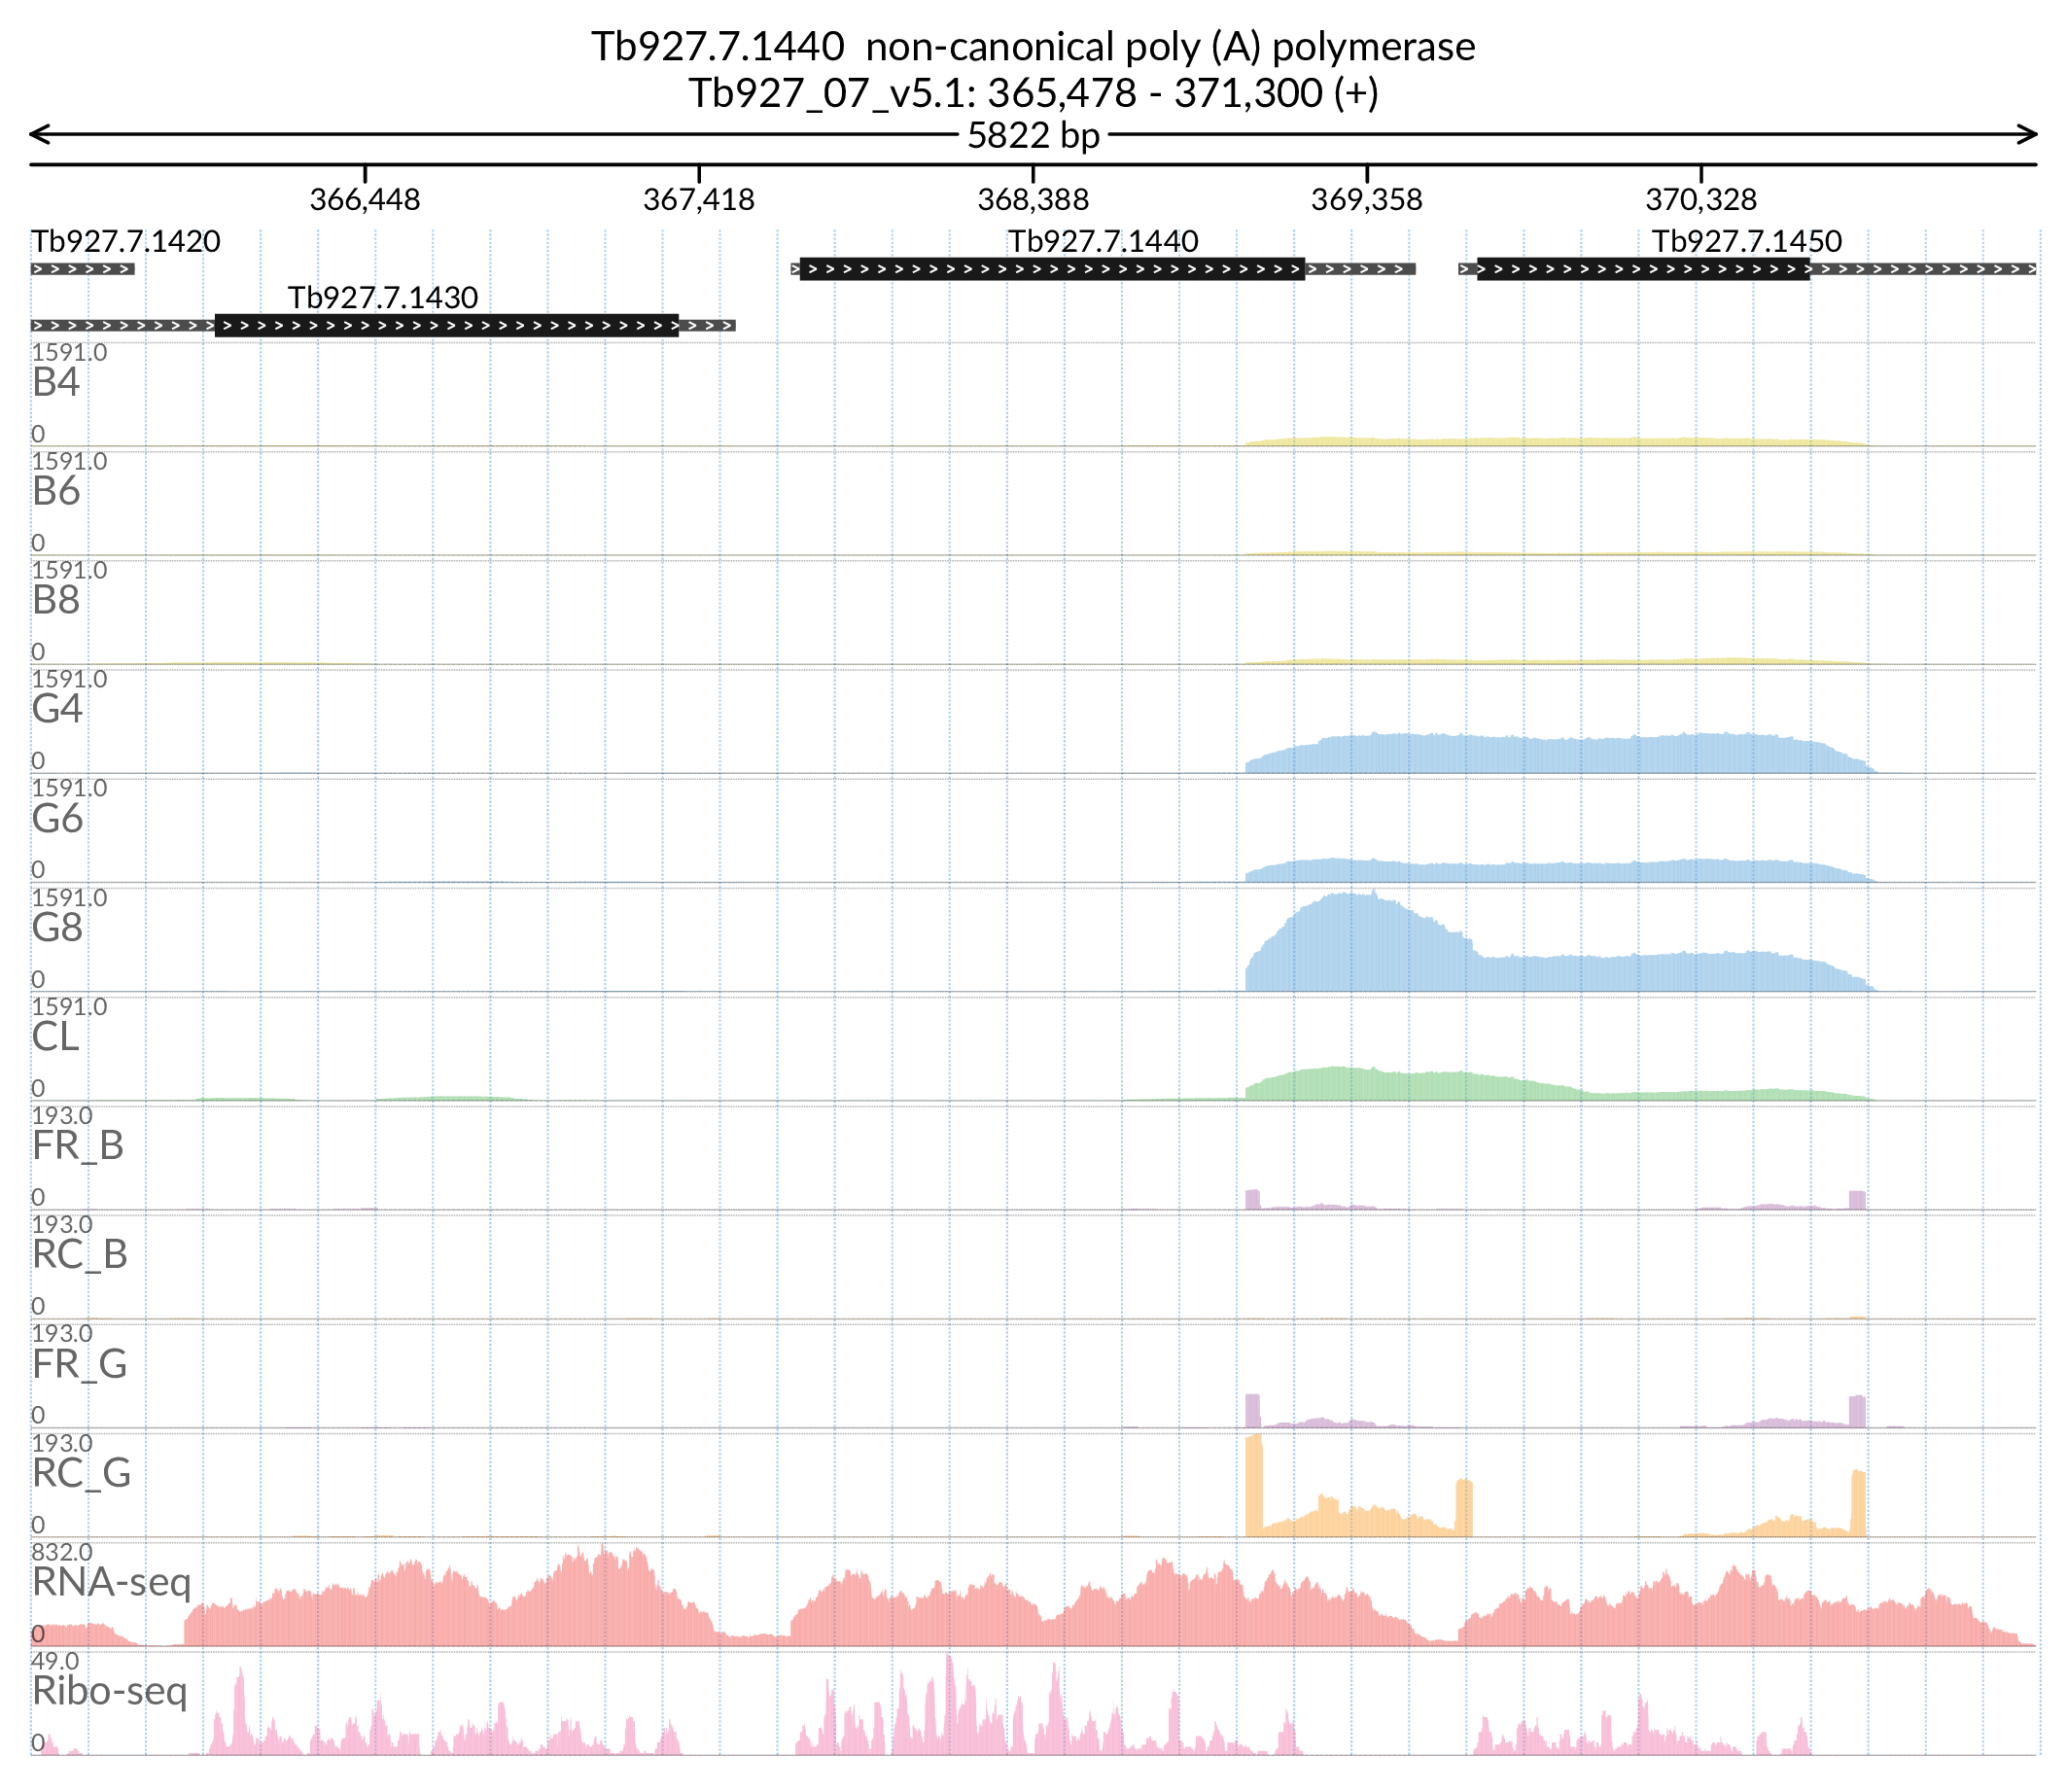 Tb927.7.1440 non-canonical poly (A) polymerase
Tb927_07_v5.1: 365,478 - 371,300 (+)
5822 bp
366,448 367,418 368,388 369,358 370,328
Tb927.7.1420 Tb927.7.1440 Tb927.7.1450
Tb927.7.1430
1591.0
B4
0
1591.0
B6
0
1591.0
B8
0
1591.0
G4
0
1591.0
G6
0
1591.0
G8
0
1591.0
CL
0
193.0
FR_B
0
193.0
RC_B
0
193.0
FR_G
0
193.0
RC_G
0
832.0
RNA-seq
0
49.0
Ribo-seq
0